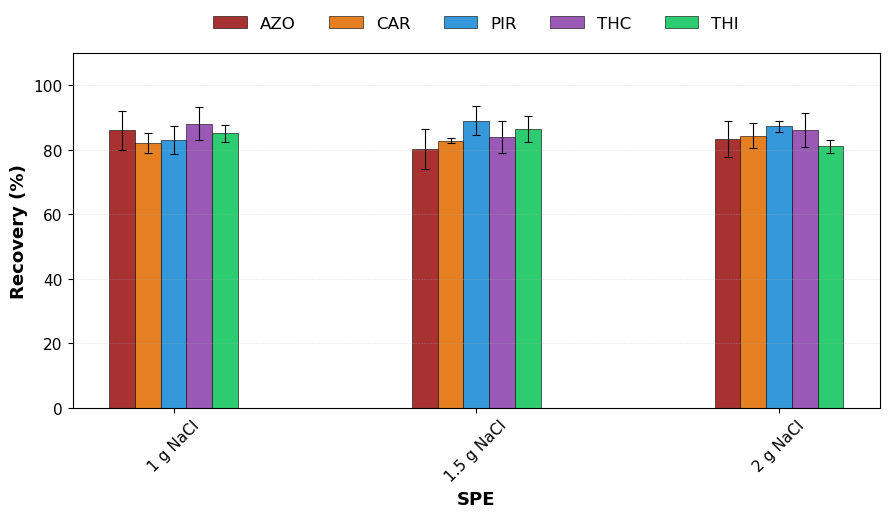 AZO CAR PIR THC THI
Recovery (%)
100
80
60
40
20
0
1 g NaCl
1.5 g NaCl
2 g NaCl
SPE